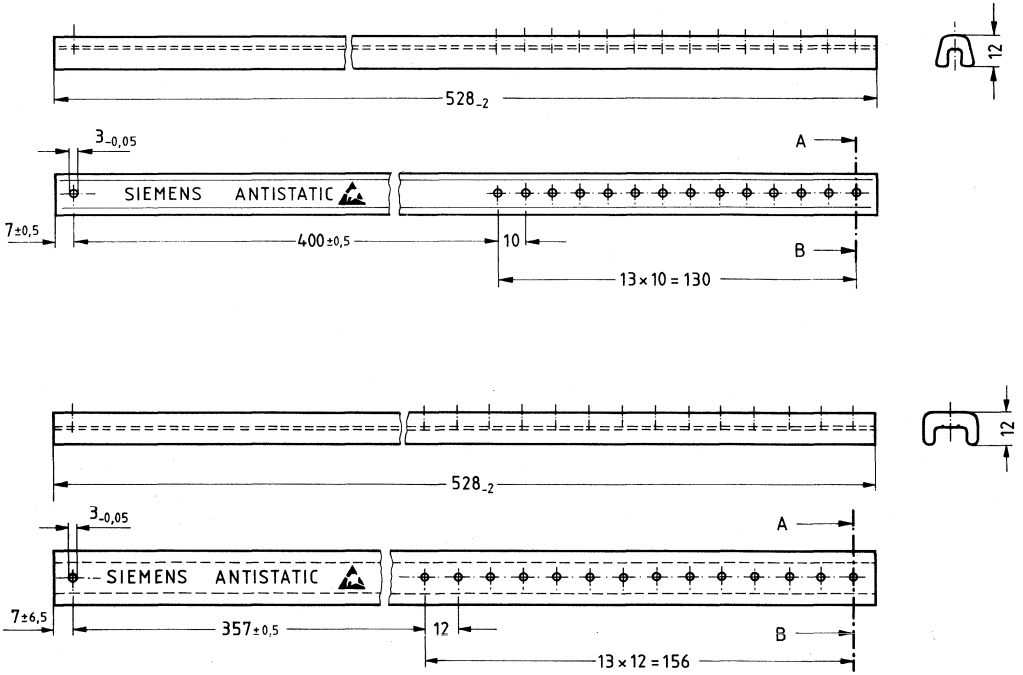 12
528₋₂
3₋₀,₀₅
A
SIEMENS ANTISTATIC
7±0,5
400±0,5
10
B
13×10=130
12
528₋₂
3₋₀,₀₅
A
SIEMENS ANTISTATIC
7±6,5
357±0,5
12
B
13×12=156